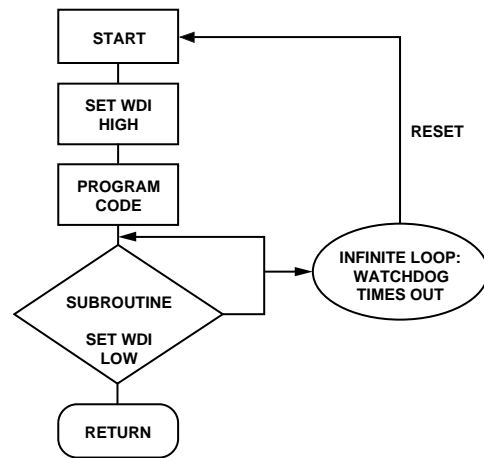 START
SET WDI
HIGH
PROGRAM
CODE
SUBROUTINE
SET WDI
LOW
RETURN
RESET
INFINITE LOOP:
WATCHDOG
TIMES OUT